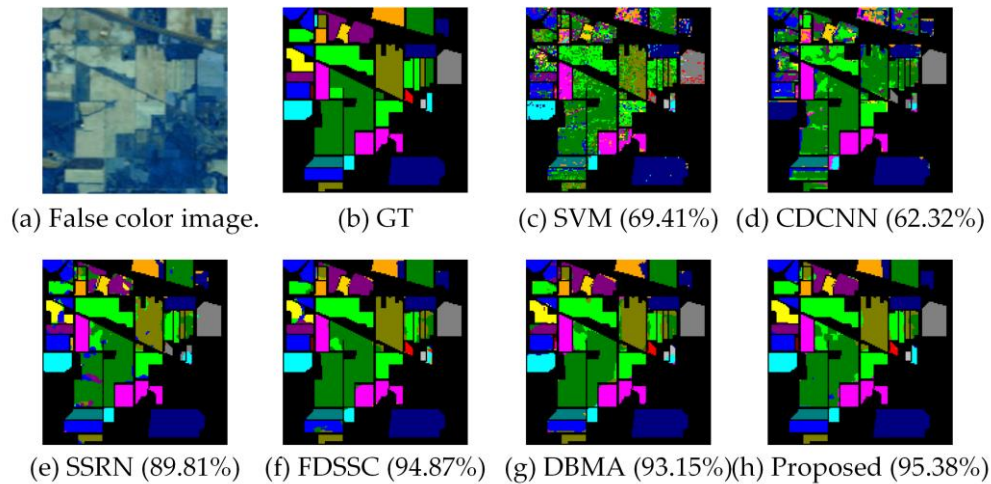 (a) False color image.
(b) GT
(c) SVM (69.41%)
(d) CDCNN (62.32%)
(e) SSRN (89.81%)
(f) FDSSC (94.87%)
(g) DBMA (93.15%)
(h) Proposed (95.38%)